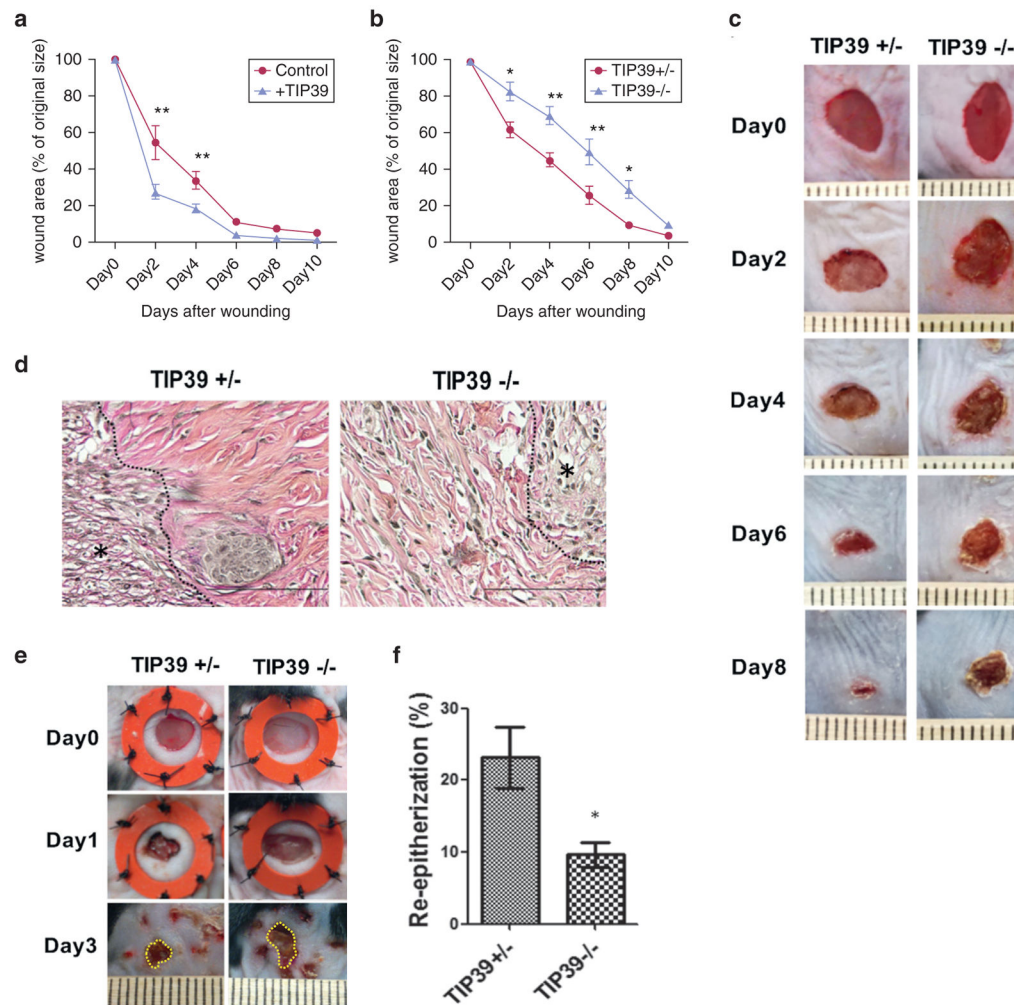 a
wound area (% of original size)
100
80
60
40
20
0
Control
+TIP39
**
**
Day0
Day2
Day4
Day6
Day8
Day10
Days after wounding
b
wound area (% of original size)
100
80
60
40
20
0
TIP39+/-
TIP39-/-
*
**
**
*
Day0
Day2
Day4
Day6
Day8
Day10
Days after wounding
c
TIP39 +/-
TIP39 -/-
Day0
Day2
Day4
Day6
Day8
d
TIP39 +/-
TIP39 -/-
*
*
e
TIP39 +/-
TIP39 -/-
Day0
Day1
Day3
f
Re-epitherization (%)
30
20
10
0
*
TIP39+/-
TIP39-/-